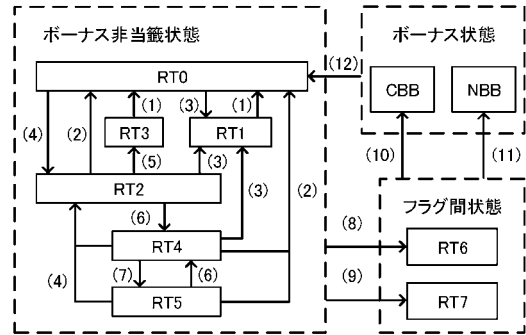 ボーナス非当籤状態
ボーナス状態
RT0
(12)
CBB
NBB
(4)
(2)
(1)
(3)
(1)
RT3
RT1
(5)
(3)
(10)
(11)
RT2
(3)
(2)
(6)
フラグ間状態
RT4
(8)
RT6
(4)
(7)
(6)
(9)
RT5
RT7